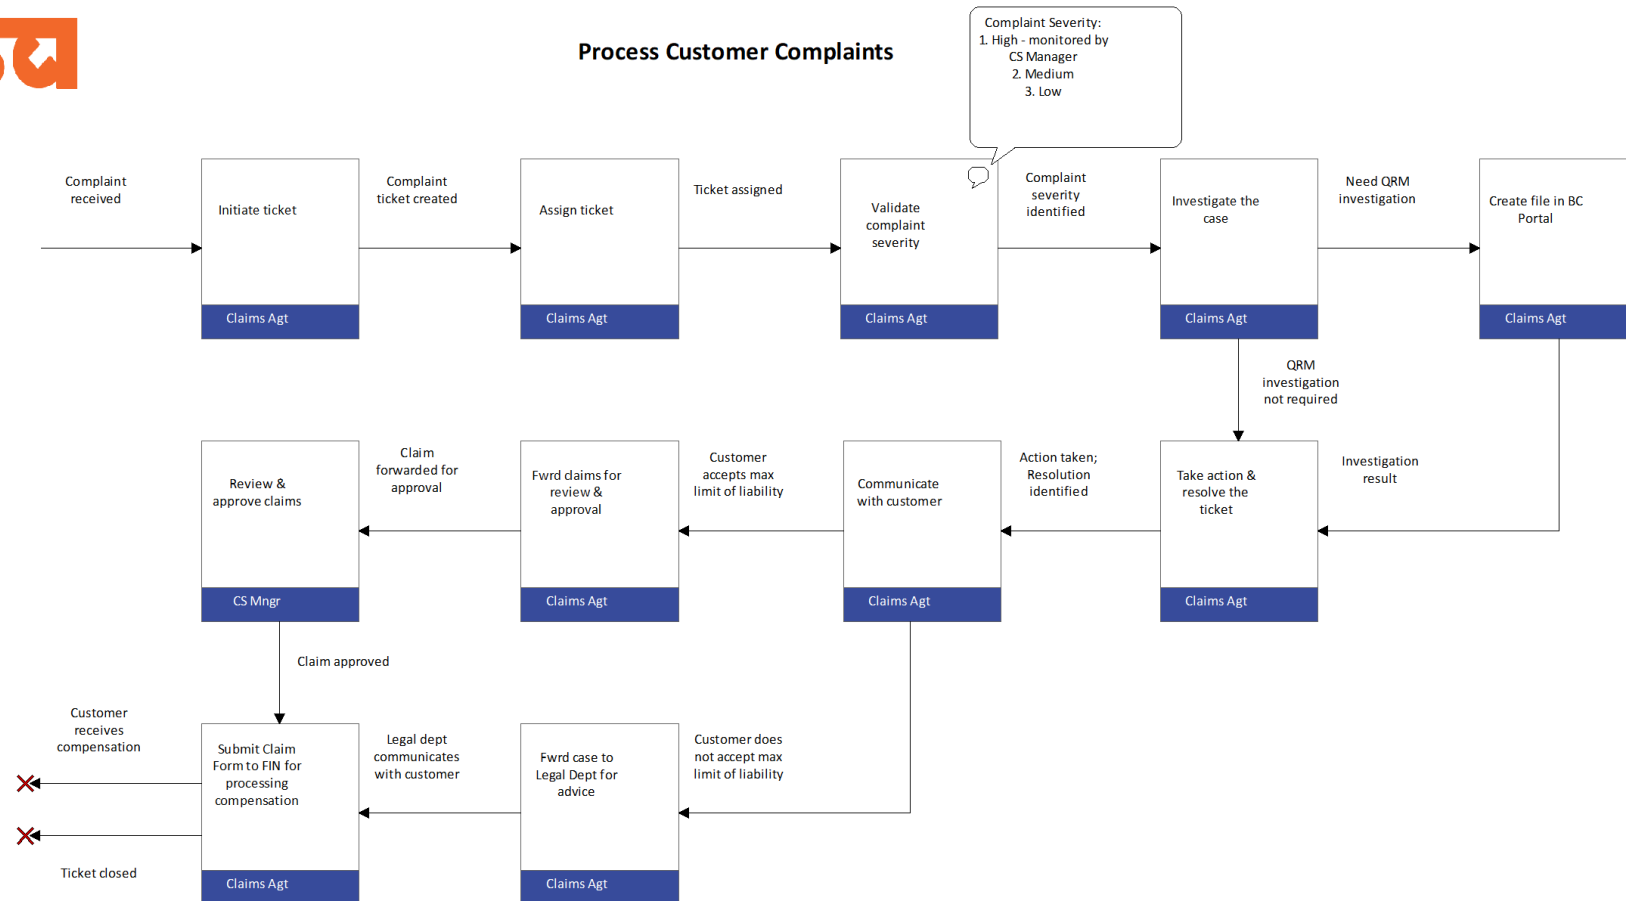 Process Customer Complaints
Complaint Severity:
1. High - monitored by
CS Manager
2. Medium
3. Low
Complaint
received
Initiate ticket
Claims Agt
Complaint
ticket created
Assign ticket
Claims Agt
Ticket assigned
Validate
complaint
severity
Claims Agt
Complaint
severity
identified
Investigate the
case
Claims Agt
Need QRM
investigation
Create file in BC
Portal
Claims Agt
QRM
investigation
not required
Investigation
result
Take action &
resolve the
ticket
Claims Agt
Action taken;
Resolution
identified
Communicate
with customer
Claims Agt
Customer
accepts max
limit of liability
Fwrd claims for
review &
approval
Claims Agt
Claim
forwarded for
approval
Review &
approve claims
CS Mngr
Claim approved
Customer does
not accept max
limit of liability
Fwrd case to
Legal Dept for
advice
Claims Agt
Legal dept
communicates
with customer
Submit Claim
Form to FIN for
processing
compensation
Claims Agt
Customer
receives
compensation
Ticket closed